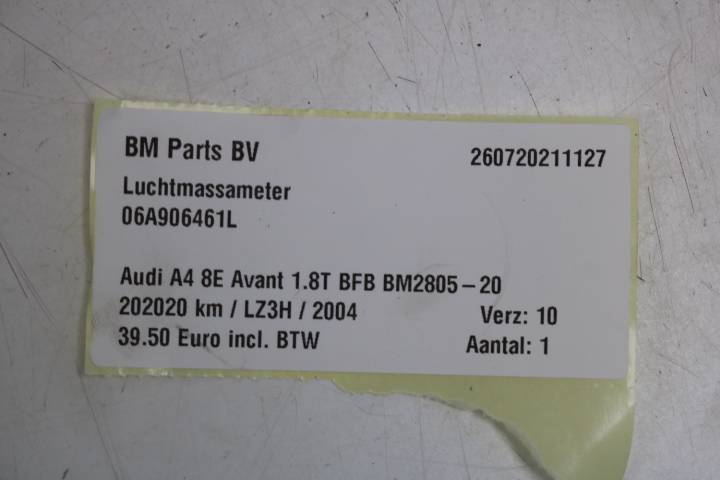 BM Parts BV 260720211127
Luchtmassameter
06A906461L
Audi A4 8E Avant 1.8T BFB BM2805-20
202020 km / LZ3H / 2004 Verz: 10
39.50 Euro incl. BTW Aantal: 1